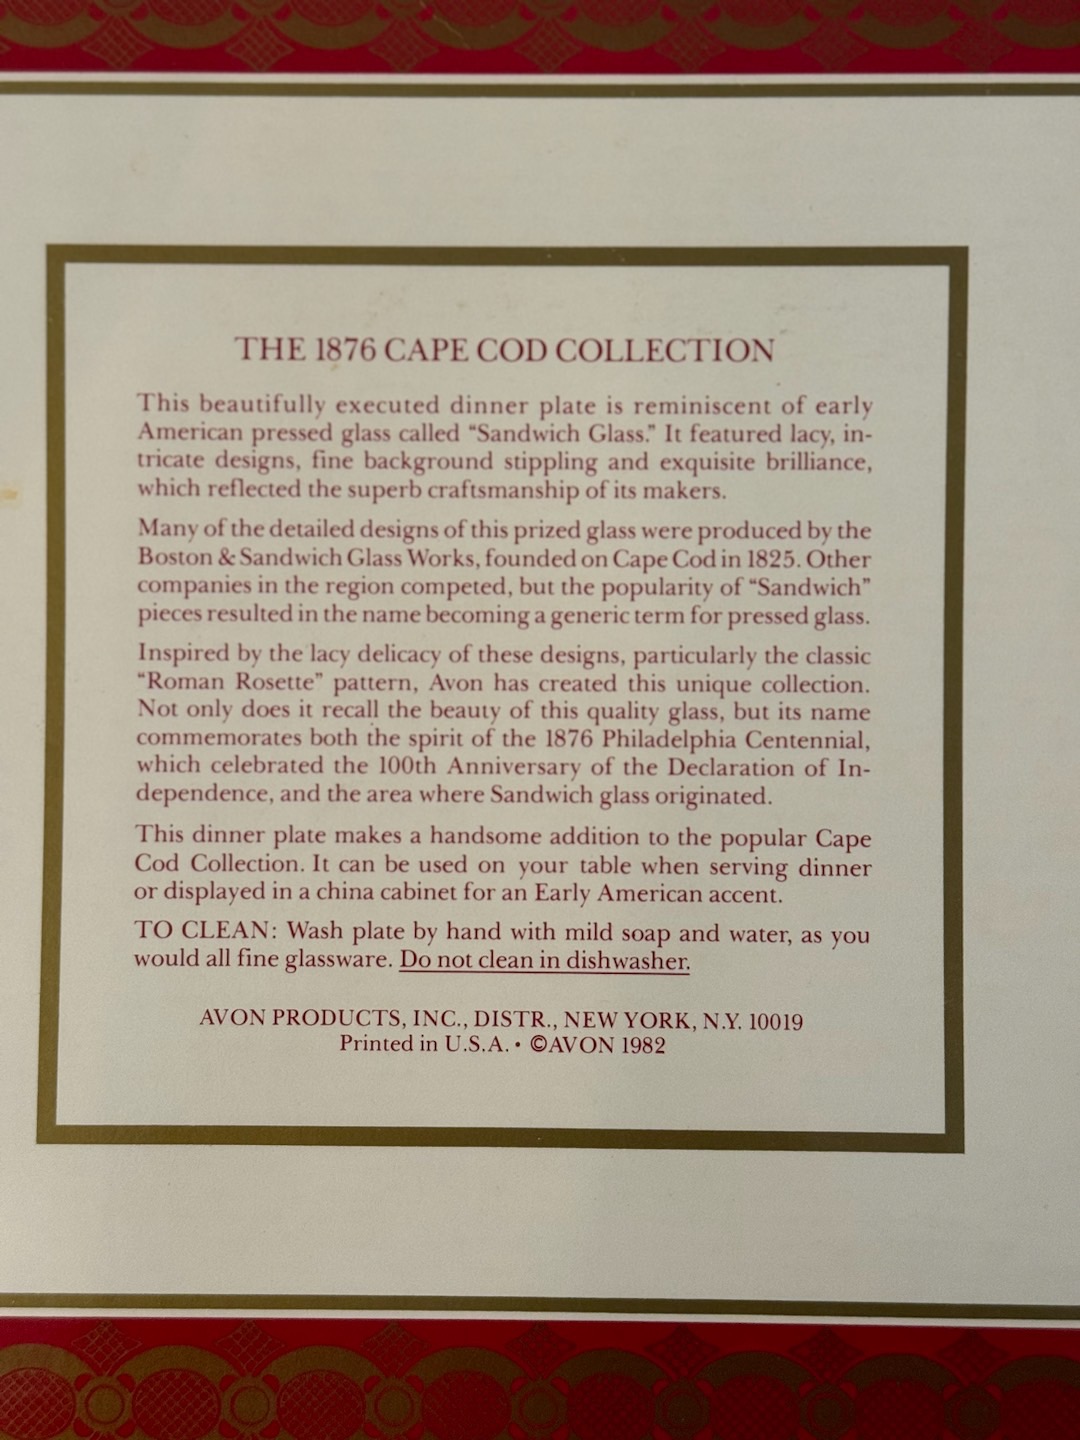 THE 1876 CAPE COD COLLECTION
This beautifully executed dinner plate is reminiscent of early
American pressed glass called “Sandwich Glass.” It featured lacy, in-
tricate designs, fine background stippling and exquisite brilliance,
which reflected the superb craftsmanship of its makers.
Many of the detailed designs of this prized glass were produced by the
Boston & Sandwich Glass Works, founded on Cape Cod in 1825. Other
companies in the region competed, but the popularity of “Sandwich”
pieces resulted in the name becoming a generic term for pressed glass.
Inspired by the lacy delicacy of these designs, particularly the classic
“Roman Rosette” pattern, Avon has created this unique collection.
Not only does it recall the beauty of this quality glass, but its name
commemorates both the spirit of the 1876 Philadelphia Centennial,
which celebrated the 100th Anniversary of the Declaration of In-
dependence, and the area where Sandwich glass originated.
This dinner plate makes a handsome addition to the popular Cape
Cod Collection. It can be used on your table when serving dinner
or displayed in a china cabinet for an Early American accent.
TO CLEAN: Wash plate by hand with mild soap and water, as you
would all fine glassware. Do not clean in dishwasher.
AVON PRODUCTS, INC., DISTR., NEW YORK, N.Y. 10019
Printed in U.S.A. • ©AVON 1982